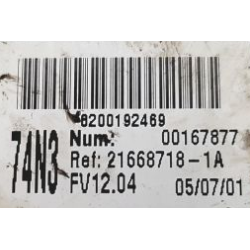 8200192469
74N3
Num: 00167877
Ref: 21668718-1A
FV12.04 05/07/01